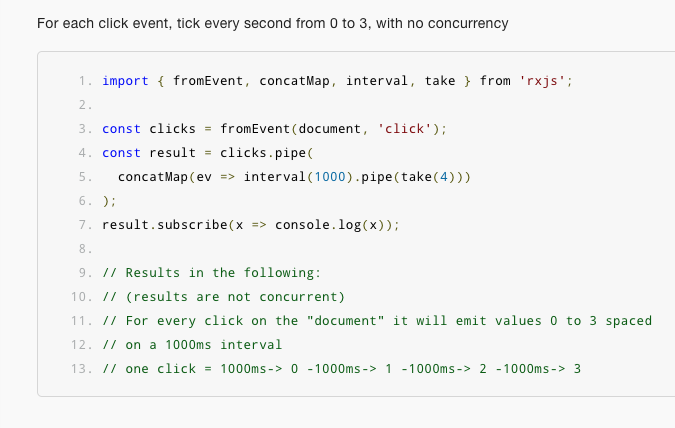 For each click event, tick every second from 0 to 3, with no concurrency
1. import { fromEvent, concatMap, interval, take } from 'rxjs';
2.
3. const clicks = fromEvent(document, 'click');
4. const result = clicks.pipe(
5.   concatMap(ev => interval(1000).pipe(take(4)))
6. );
7. result.subscribe(x => console.log(x));
8.
9. // Results in the following:
10. // (results are not concurrent)
11. // For every click on the "document" it will emit values 0 to 3 spaced
12. // on a 1000ms interval
13. // one click = 1000ms-> 0 -1000ms-> 1 -1000ms-> 2 -1000ms-> 3